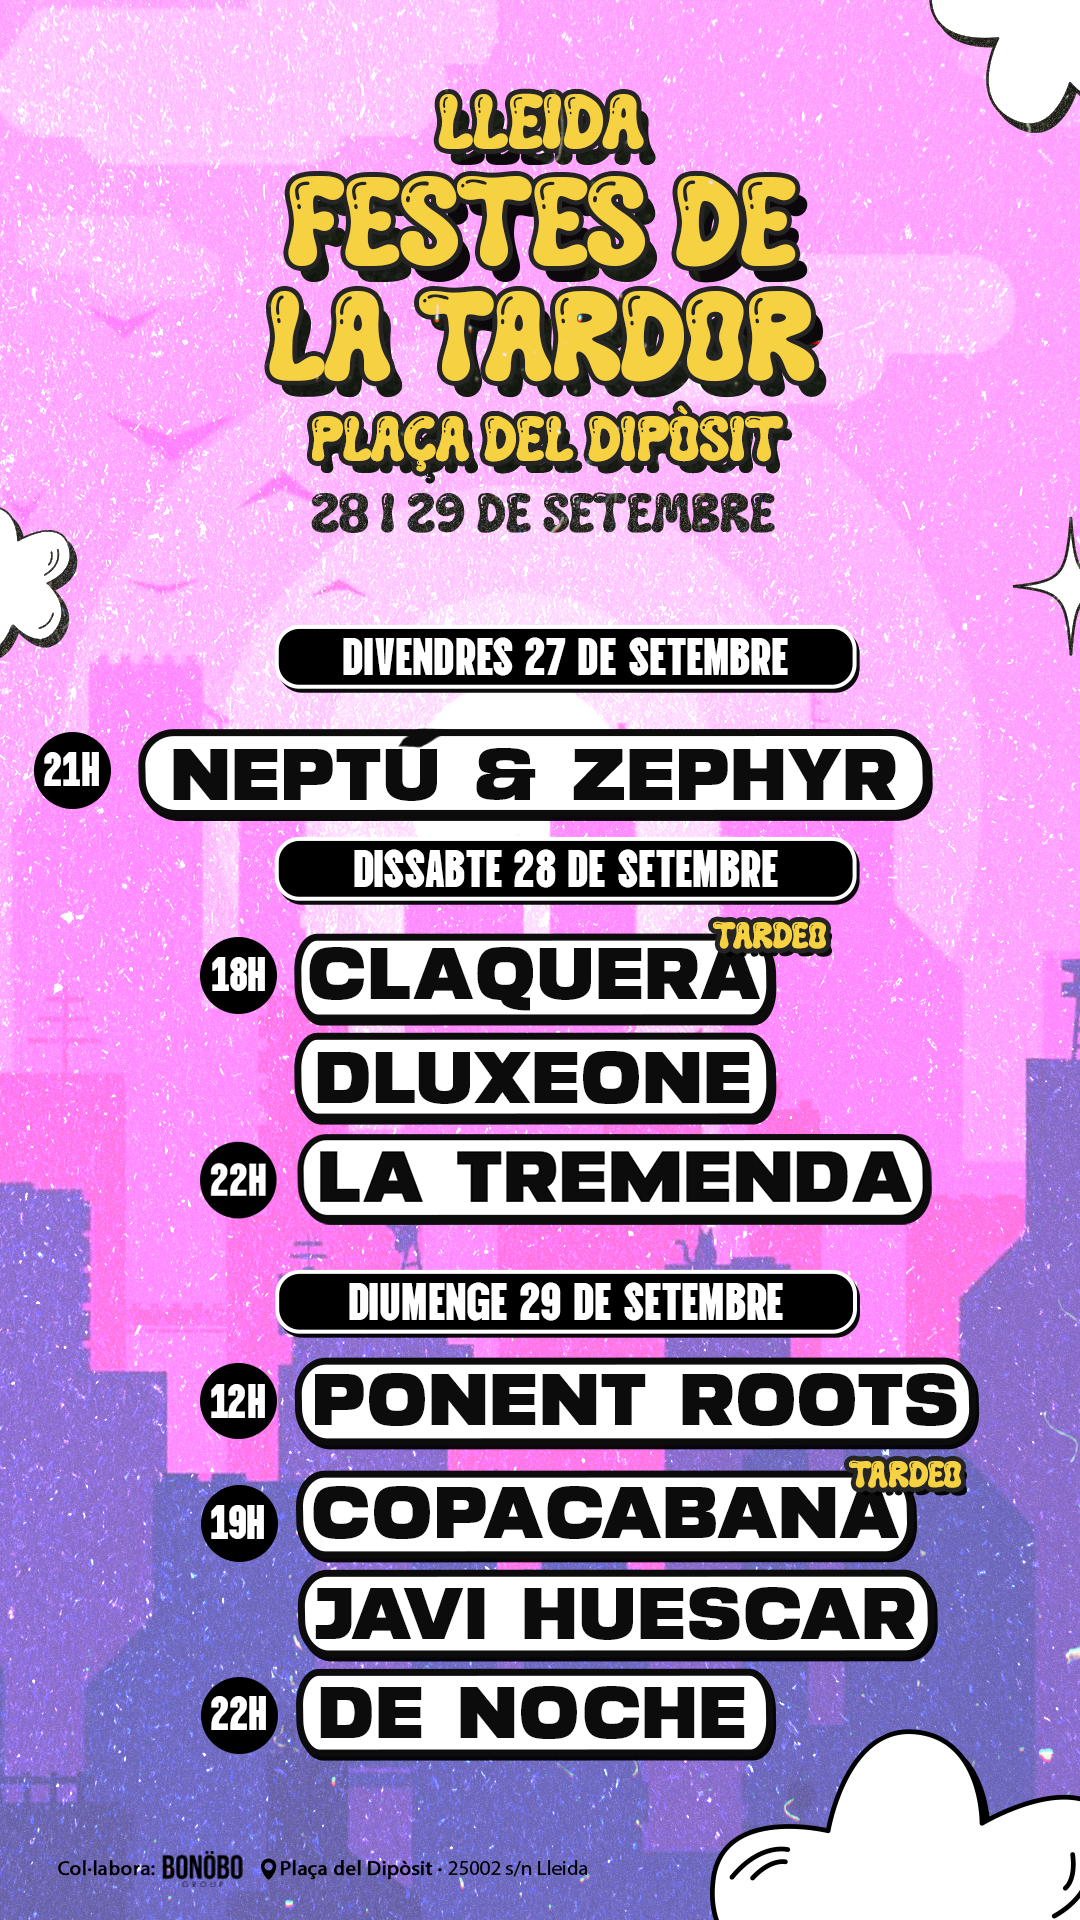 LLEIDA
FESTES DE
LA TARDOR
PLAÇA DEL DIPÒSIT
28 I 29 DE SETEMBRE
DIVENDRES 27 DE SETEMBRE
21H NEPTÚ & ZEPHYR
DISSABTE 28 DE SETEMBRE
TARDEO
18H CLAQUERA
DLUXEONE
22H LA TREMENDA
DIUMENGE 29 DE SETEMBRE
12H PONENT ROOTS
TARDEO
19H COPACABANA
JAVI HUESCAR
22H DE NOCHE
Col·labora: BONÖBO Plaça del Dipòsit · 25002 s/n Lleida
GROUP